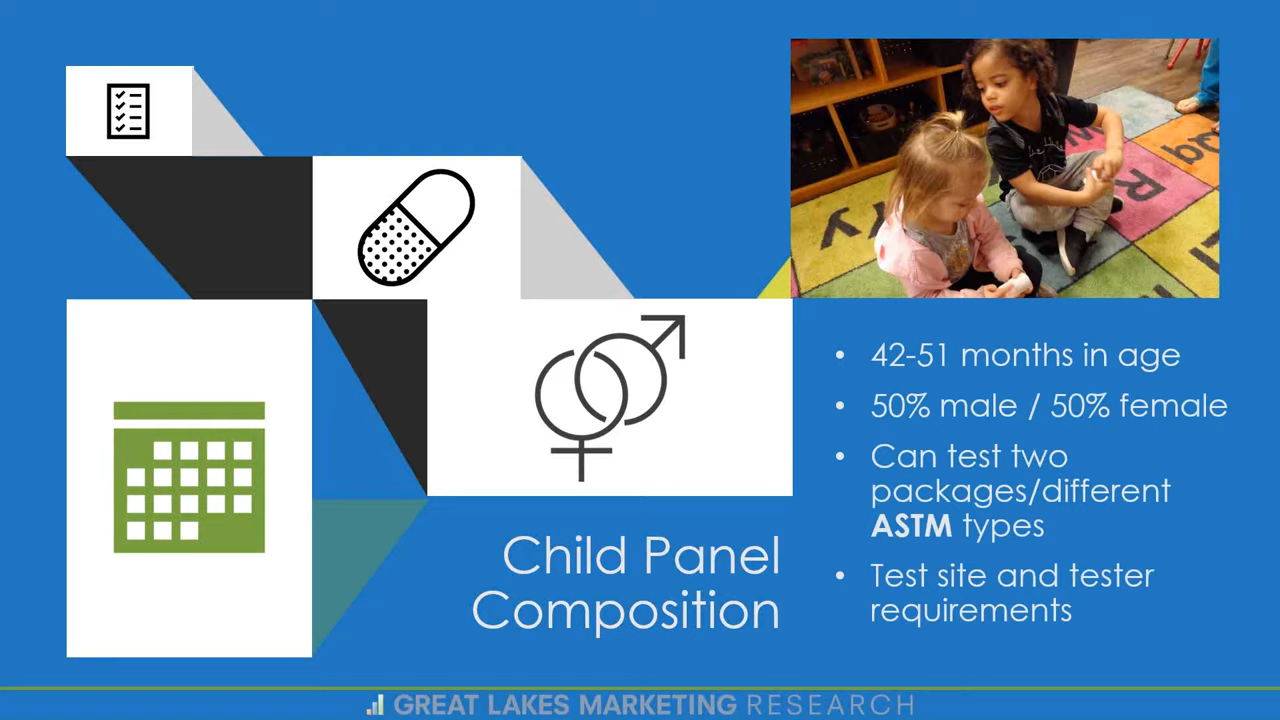 42-51 months in age
50% male / 50% female
Can test two
packages/different
ASTM types
Test site and tester
requirements
Child Panel
Composition
GREAT LAKES MARKETING RESEARCH